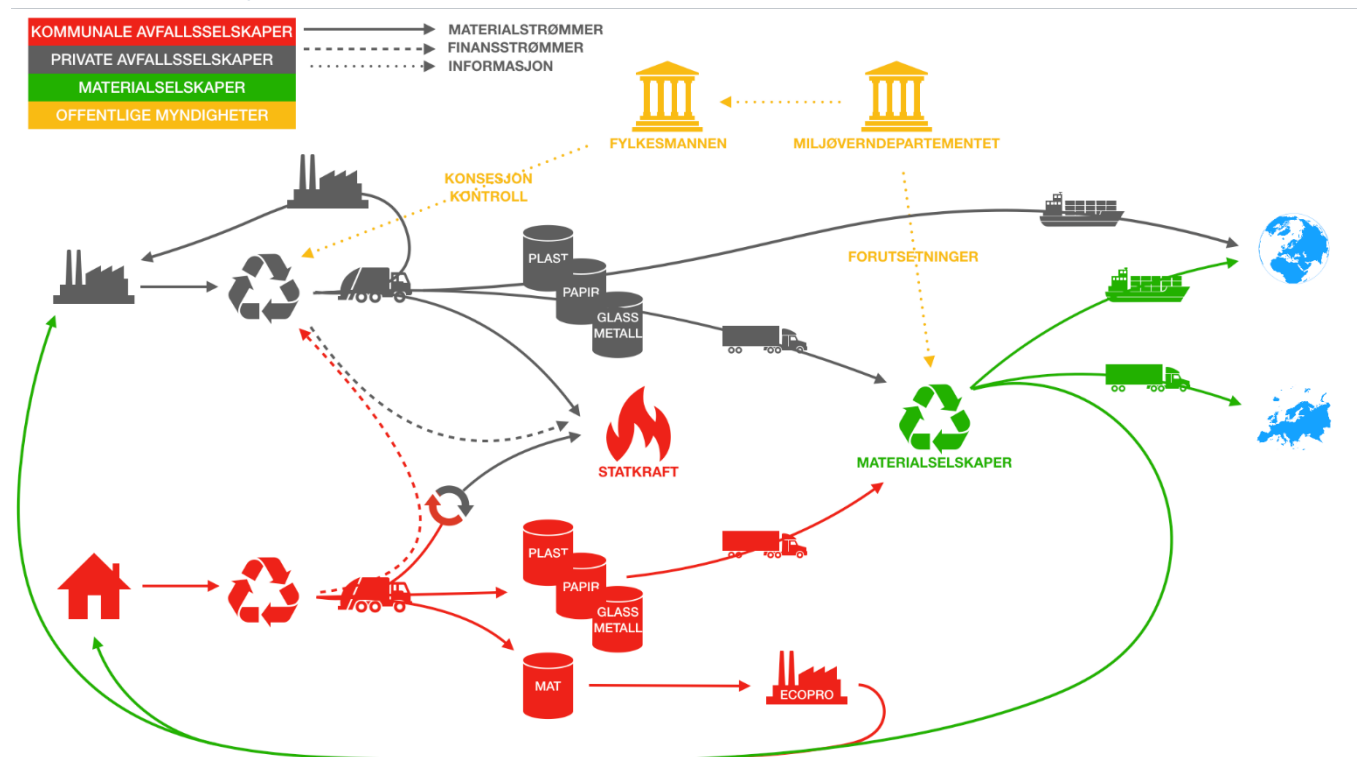 KOMMUNALE AVFALLSSELSKAPER
PRIVATE AVFALLSSELSKAPER
MATERIALSELSKAPER
OFFENTLIGE MYNDIGHETER
MATERIALSTRØMMER
FINANSSTRØMMER
INFORMASJON
FYLKESMANNEN
MILJØVERNDEPARTEMENTET
KONSESJON
KONTROLL
FORUTSETNINGER
PLAST
PAPIR
GLASS
METALL
STATKRAFT
MATERIALSELSKAPER
PLAST
PAPIR
GLASS
METALL
MAT
ECOPRO